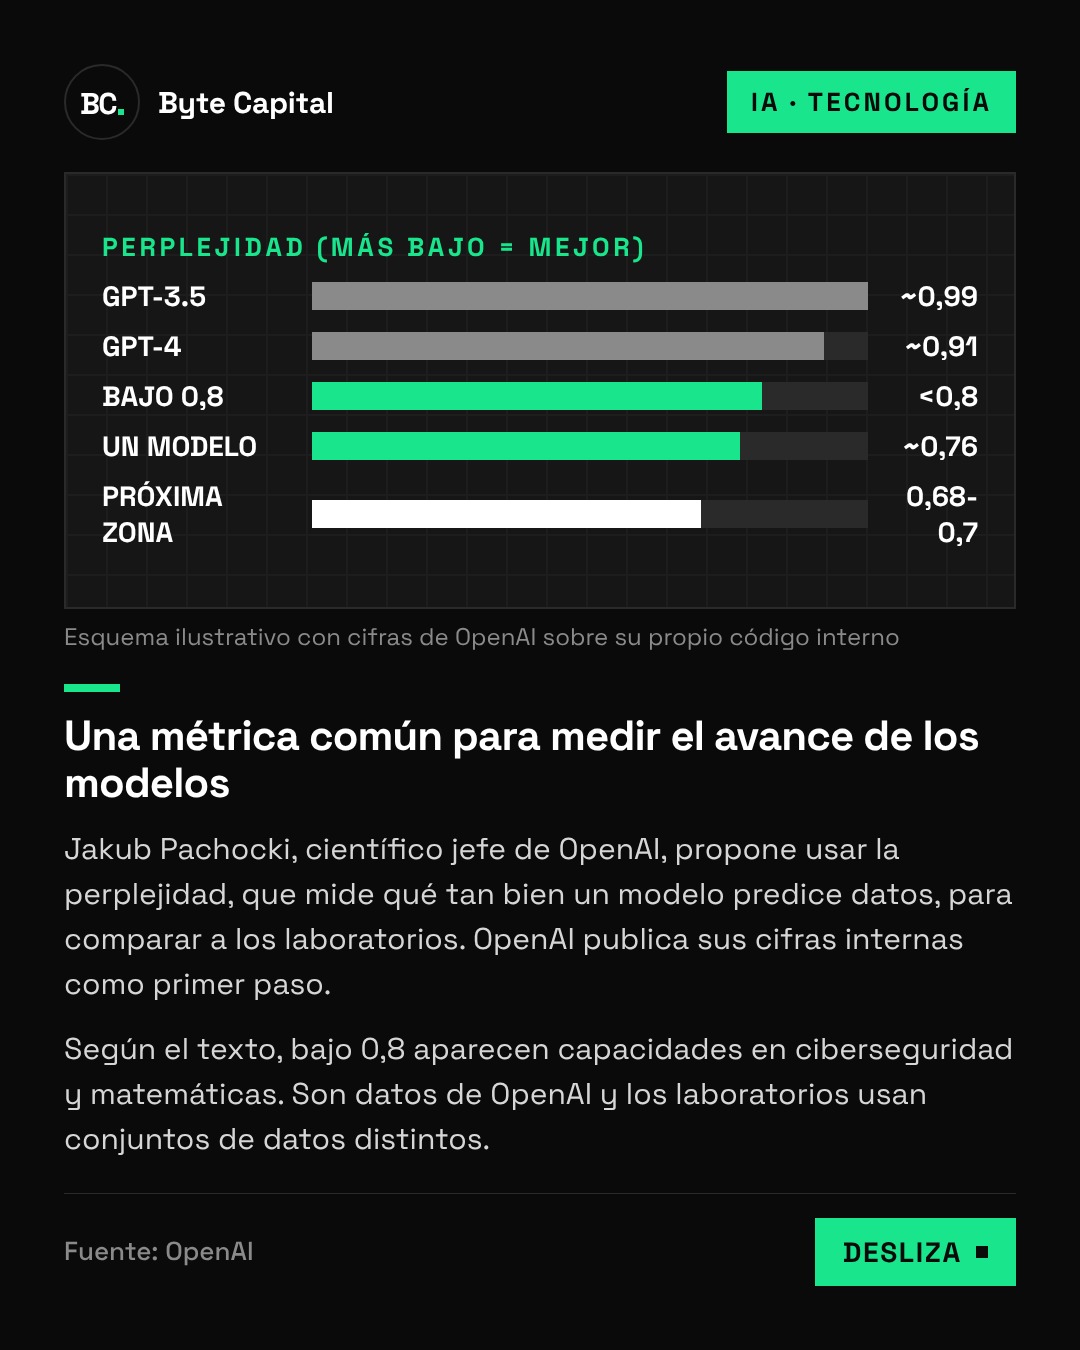 BC.
Byte Capital
IA · TECNOLOGÍA
PERPLEJIDAD (MÁS BAJO = MEJOR)
GPT-3.5 ~0,99
GPT-4 ~0,91
BAJO 0,8 <0,8
UN MODELO ~0,76
PRÓXIMA ZONA 0,68-0,7
Esquema ilustrativo con cifras de OpenAI sobre su propio código interno
Una métrica común para medir el avance de los
modelos
Jakub Pachocki, científico jefe de OpenAI, propone usar la
perplejidad, que mide qué tan bien un modelo predice datos, para
comparar a los laboratorios. OpenAI publica sus cifras internas
como primer paso.
Según el texto, bajo 0,8 aparecen capacidades en ciberseguridad
y matemáticas. Son datos de OpenAI y los laboratorios usan
conjuntos de datos distintos.
Fuente: OpenAI
DESLIZA